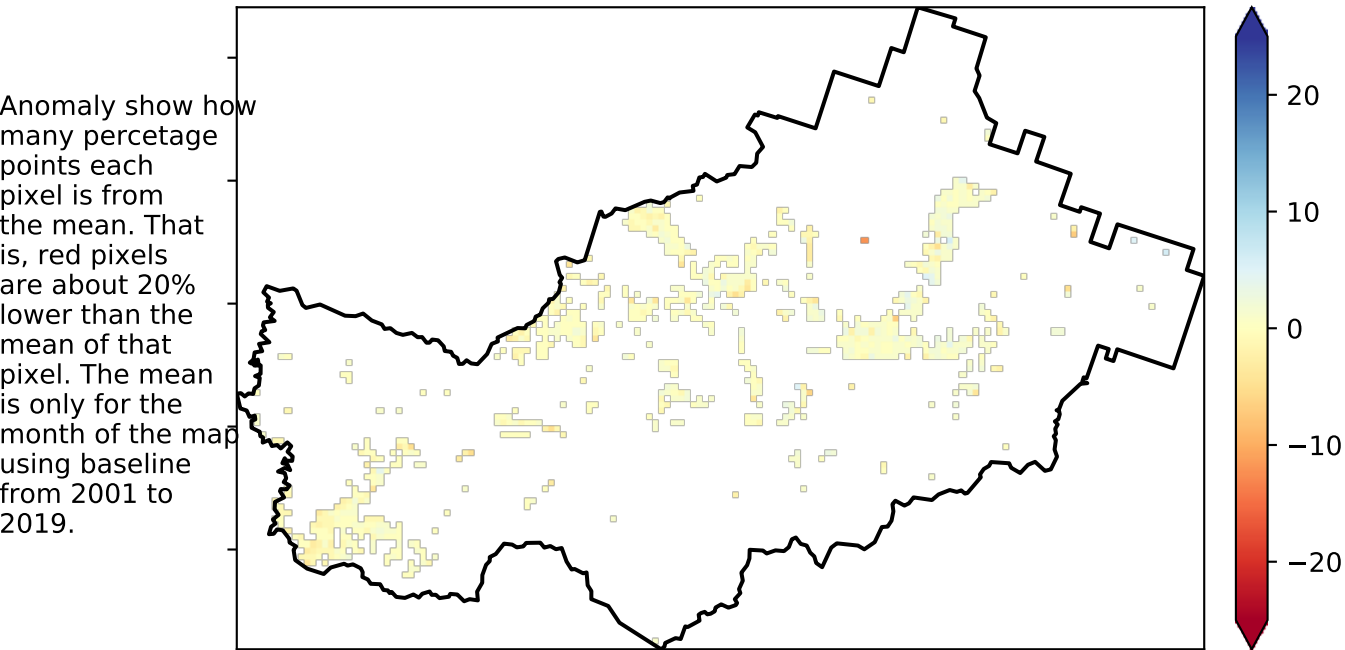 Anomaly show how
many percetage
points each
pixel is from
the mean. That
is, red pixels
are about 20%
lower than the
mean of that
pixel. The mean
is only for the
month of the map
using baseline
from 2001 to
2019.
20
10
0
−10
−20